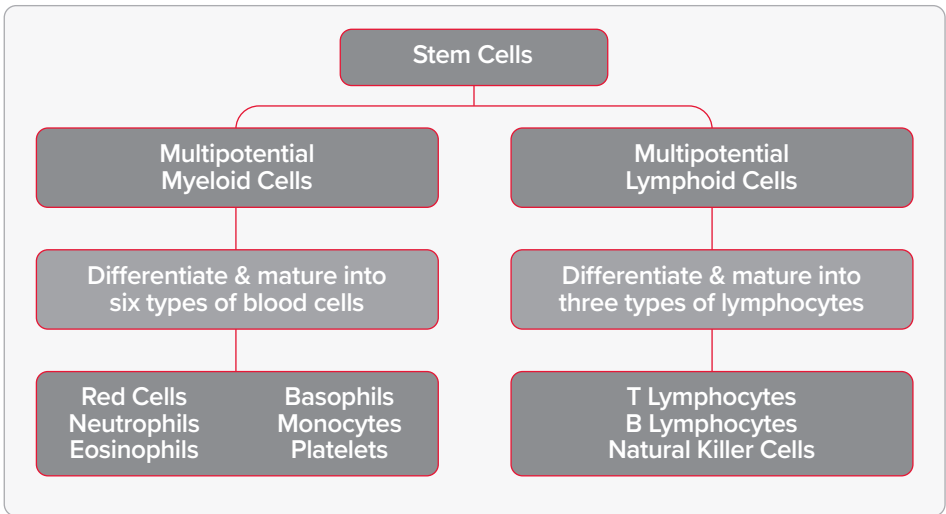 Stem Cells
Multipotential
Myeloid Cells
Multipotential
Lymphoid Cells
Differentiate & mature into
six types of blood cells
Differentiate & mature into
three types of lymphocytes
Red Cells
Neutrophils
Eosinophils
Basophils
Monocytes
Platelets
T Lymphocytes
B Lymphocytes
Natural Killer Cells